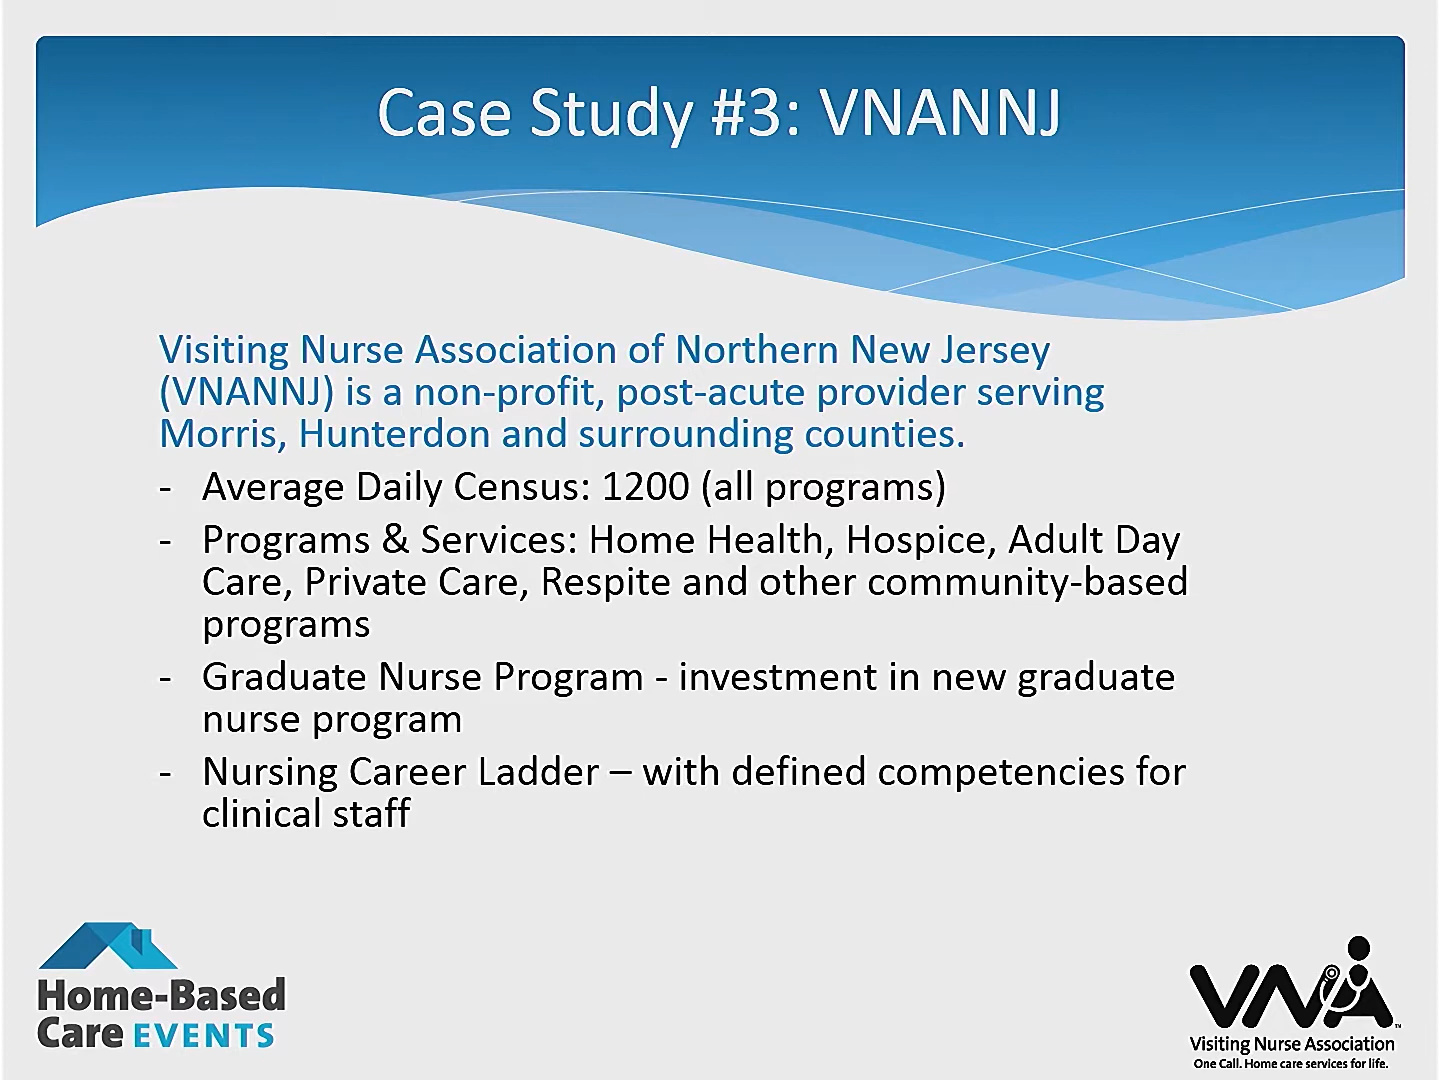 Case Study #3: VNANNJ
Visiting Nurse Association of Northern New Jersey
(VNANNJ) is a non-profit, post-acute provider serving
Morris, Hunterdon and surrounding counties.
- Average Daily Census: 1200 (all programs)
- Programs & Services: Home Health, Hospice, Adult Day
Care, Private Care, Respite and other community-based
programs
- Graduate Nurse Program - investment in new graduate
nurse program
- Nursing Career Ladder – with defined competencies for
clinical staff
Home-Based
Care EVENTS
VNA™
Visiting Nurse Association
One Call. Home care services for life.